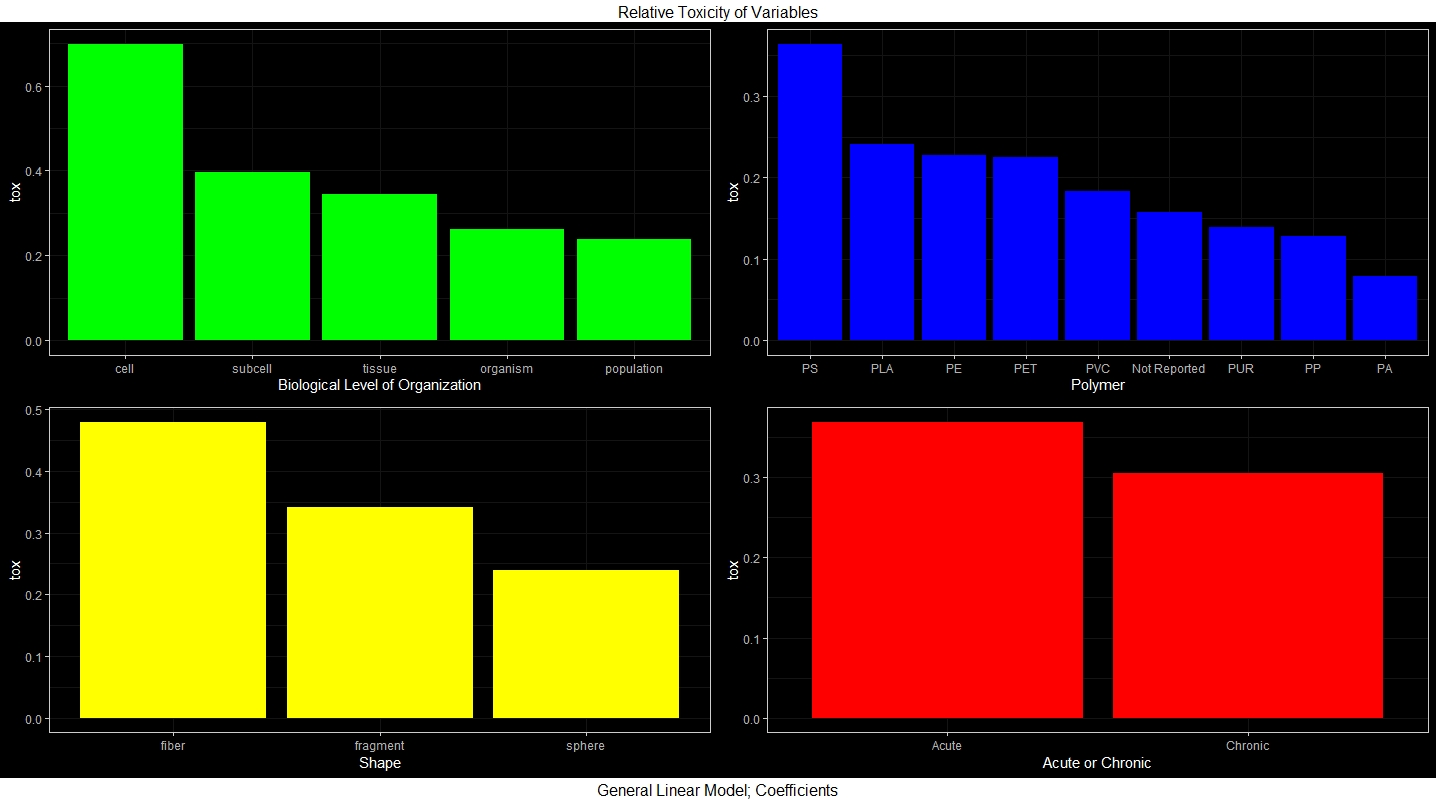 Relative Toxicity of Variables
tox
0.6
0.4
0.2
0.0
cell subcell tissue organism population
Biological Level of Organization
tox
0.3
0.2
0.1
0.0
PS PLA PE PET PVC Not Reported PUR PP PA
Polymer
tox
0.5
0.4
0.3
0.2
0.1
0.0
fiber fragment sphere
Shape
tox
0.3
0.2
0.1
0.0
Acute Chronic
Acute or Chronic
General Linear Model; Coefficients